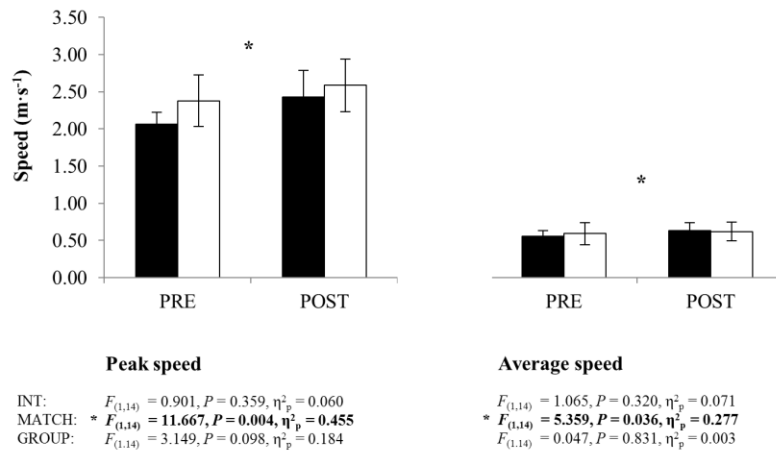 3.50
3.00
2.50
2.00
1.50
1.00
0.50
0.00
Speed (m·s⁻¹)
*
*
PRE POST PRE POST
Peak speed Average speed
INT: F(1,14) = 0.901, P = 0.359, η²p = 0.060 F(1,14) = 1.065, P = 0.320, η²p = 0.071
MATCH: * F(1,14) = 11.667, P = 0.004, η²p = 0.455 * F(1,14) = 5.359, P = 0.036, η²p = 0.277
GROUP: F(1.14) = 3.149, P = 0.098, η²p = 0.184 F(1.14) = 0.047, P = 0.831, η²p = 0.003